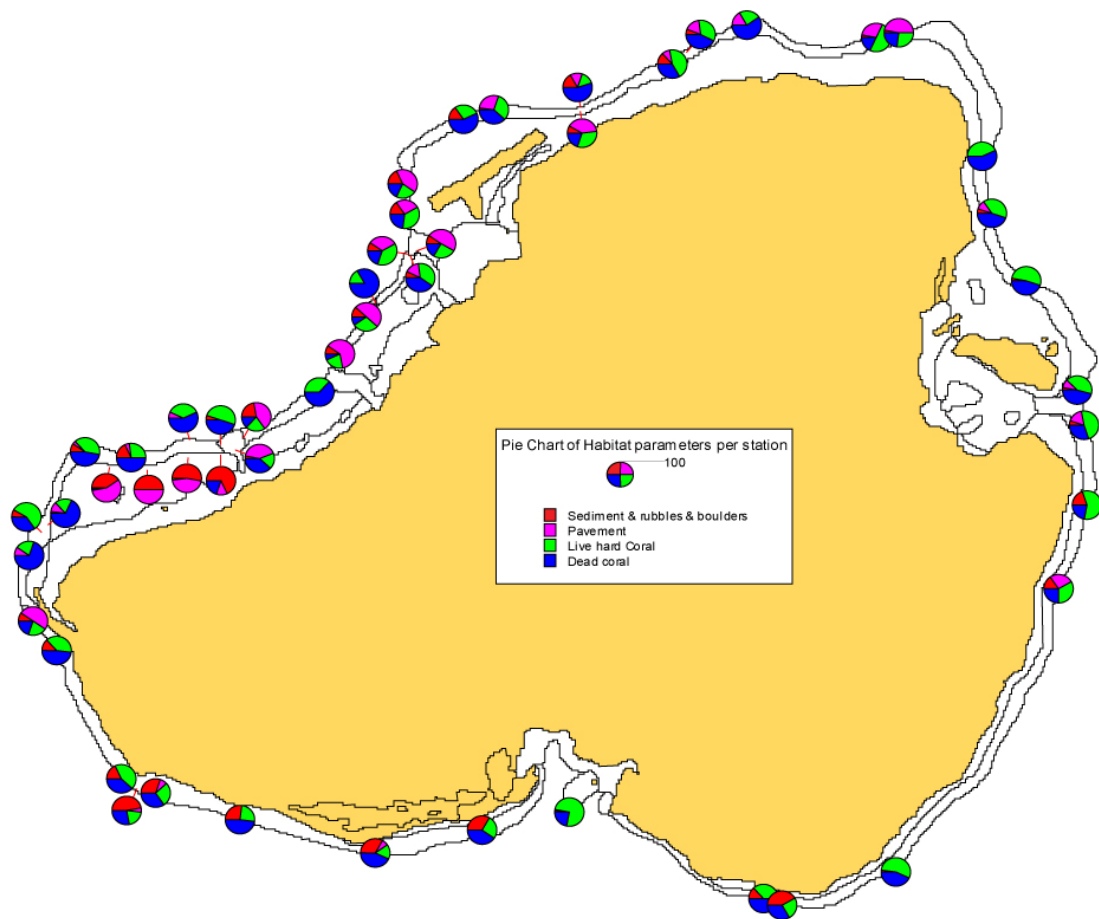 Pie Chart of Habitat parameters per station
100
Sediment & rubbles & boulders
Pavement
Live hard Coral
Dead coral